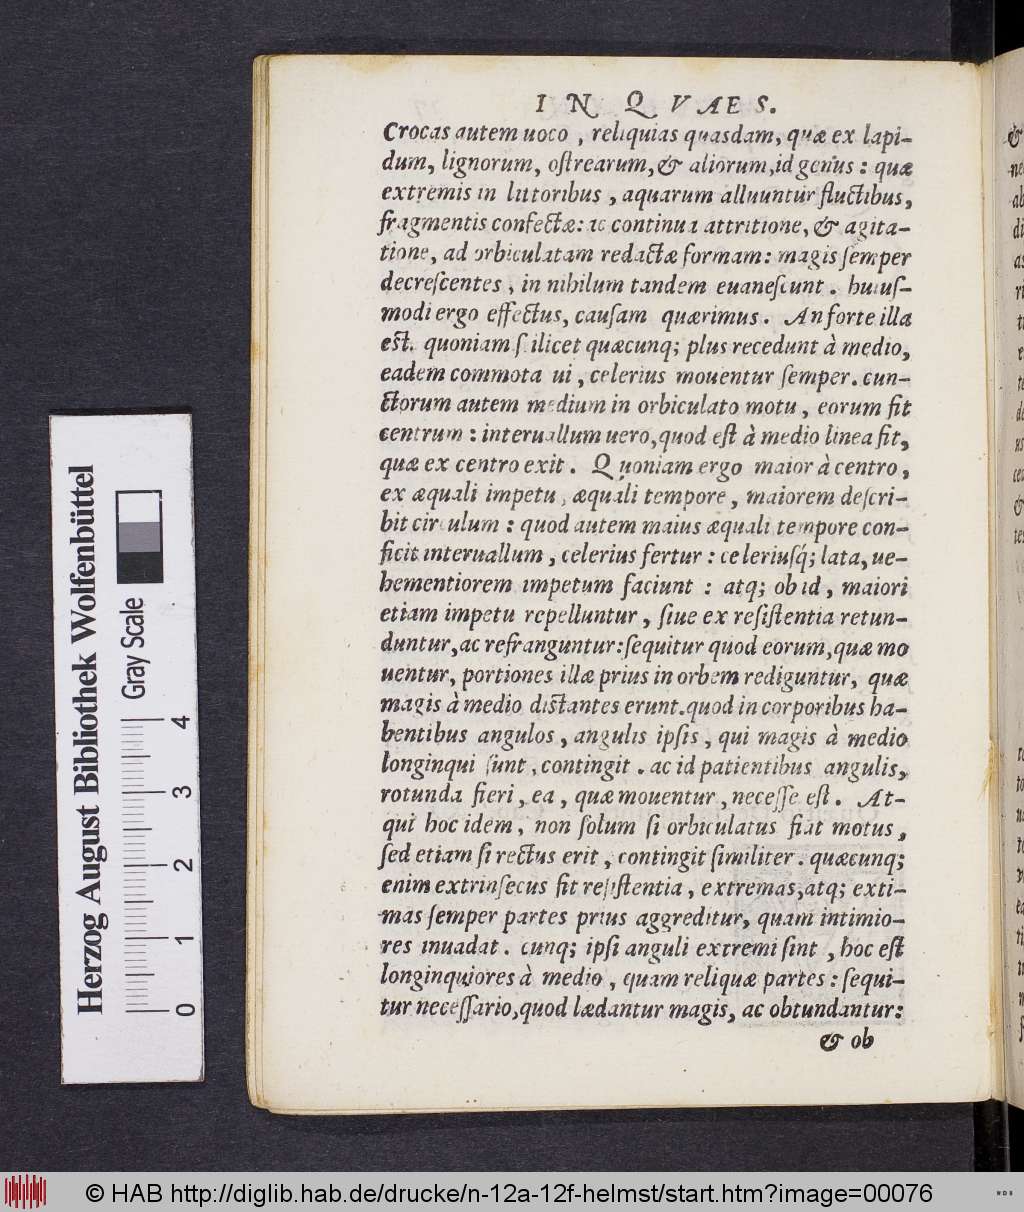 IN QVAES.
Crocas autem uoco, reliquias quasdam, quæ ex lapi-
dum, lignorum, oſtrearum, & aliorum, id genus: quæ
extremis in littoribus, aquarum alluuntur fluctibus,
fragmentis confectæ: ac continua attritione, & agita-
tione, ad orbiculatam redactæ formam: magis ſemper
decreſcentes, in nihilum tandem euaneſcunt. huiuſ-
modi ergo effectus, cauſam quærimus. An forte illa
eſt. quoniam ſcilicet quæcunq; plus recedunt à medio,
eadem commota ui, celerius mouentur ſemper. cun-
ctorum autem medium in orbiculato motu, eorum fit
centrum: interuallum uero, quod eſt à medio linea fit,
quæ ex centro exit. Quoniam ergo maior à centro,
ex æquali impetu, æquali tempore, maiorem deſcri-
bit circulum: quod autem maius æquali tempore con-
ficit interuallum, celerius fertur: celeriuſq́; lata, ue-
hementiorem impetum faciunt: atq; ob id, maiori
etiam impetu repelluntur, ſiue ex reſiſtentia retun-
duntur, ac refranguntur: ſequitur quod eorum, quæ mo
uentur, portiones illæ prius in orbem rediguntur, quæ
magis à medio diſtantes erunt. quod in corporibus ha-
bentibus angulos, angulis ipſis, qui magis à medio
longinqui ſunt, contingit. ac id patientibus angulis,
rotunda fieri, ea, quæ mouentur, neceſſe eſt. At-
qui hoc idem, non ſolum ſi orbiculatus fiat motus,
ſed etiam ſi rectus erit, contingit ſimiliter. quæcunq;
enim extrinſecus fit reſiſtentia, extremas, atq; exti-
mas ſemper partes prius aggreditur, quam intimio-
res inuadat. cunq; ipſi anguli extremi ſint, hoc eſt
longinquiores à medio, quam reliquæ partes: ſequi-
tur neceſſario, quod lædantur magis, ac obtundantur:
& ob
Herzog August Bibliothek Wolfenbüttel
Gray Scale
0 1 2 3 4
© HAB http://diglib.hab.de/drucke/n-12a-12f-helmst/start.htm?image=00076